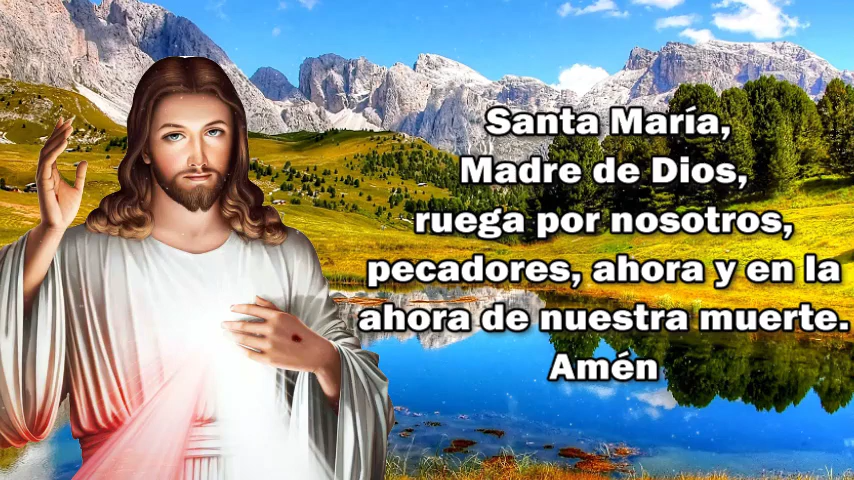 Santa María,
Madre de Dios,
ruega por nosotros,
pecadores, ahora y en la
ahora de nuestra muerte.
Amén